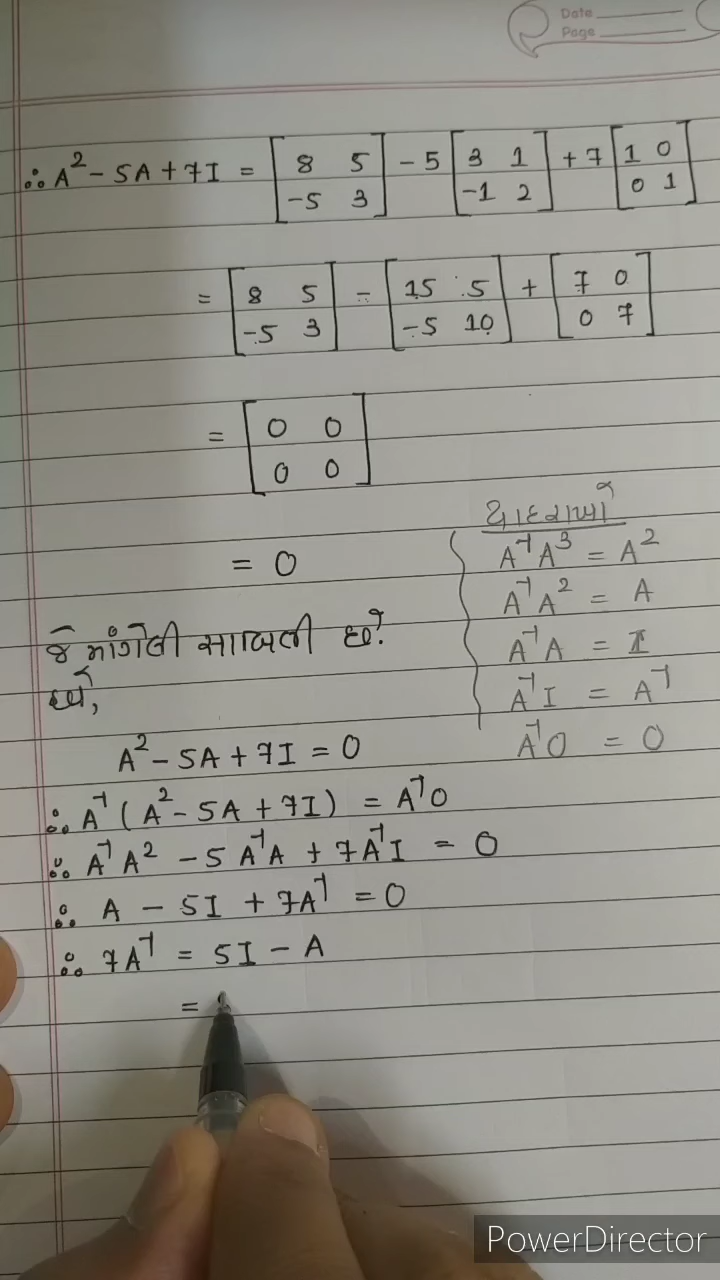 Date
Page
∴ A² - 5A + 7I = [8 5; -5 3] - 5 [3 1; -1 2] + 7 [1 0; 0 1]
= [8 5; -5 3] - [15 5; -5 10] + [7 0; 0 7]
= [0 0; 0 0]
= 0
જે માંગેલી સાબિતી છે.
હવે,
A² - 5A + 7I = 0
∴ A⁻¹ (A² - 5A + 7I) = A⁻¹0
∴ A⁻¹A² - 5A⁻¹A + 7A⁻¹I = 0
∴ A - 5I + 7A⁻¹ = 0
∴ 7A⁻¹ = 5I - A
=
યાદ રાખો
A⁻¹A³ = A²
A⁻¹A² = A
A⁻¹A = I
A⁻¹I = A⁻¹
A⁻¹0 = 0
PowerDirector